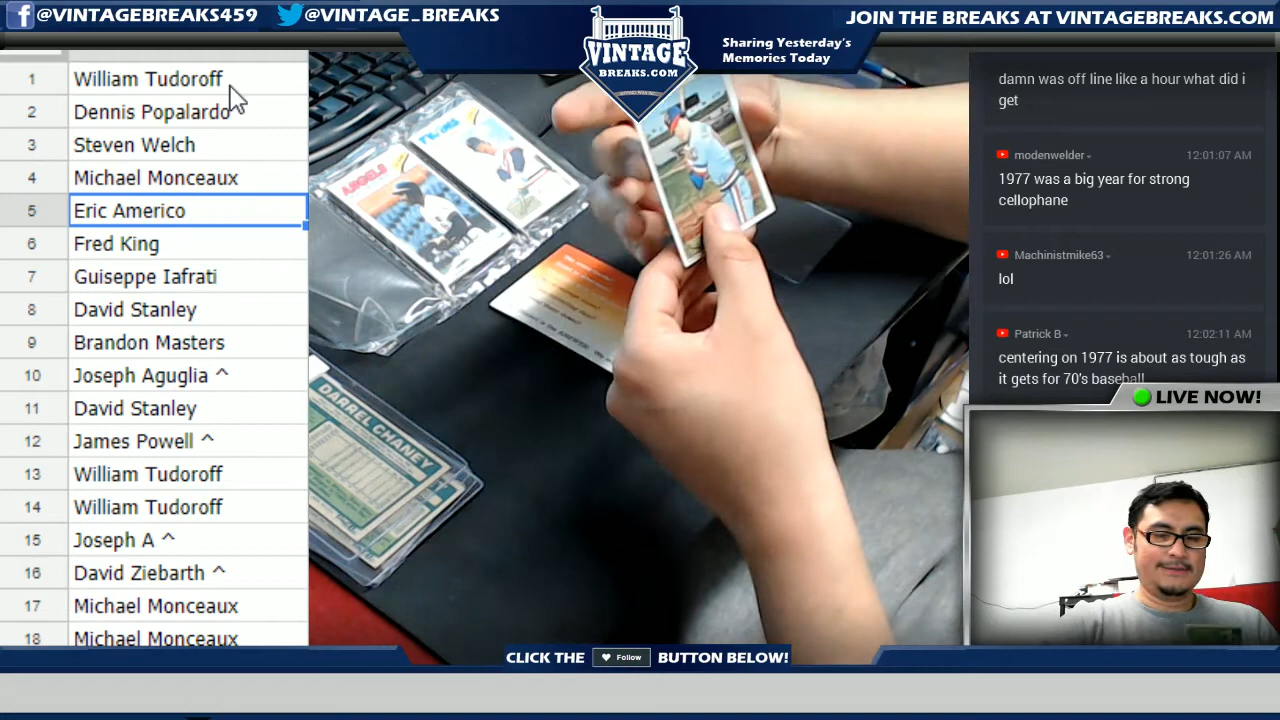 @VINTAGEBREAKS459
@VINTAGE_BREAKS
VINTAGE
BREAKS.COM
Sharing Yesterday's
Memories Today
JOIN THE BREAKS AT VINTAGEBREAKS.COM
1 William Tudoroff
2 Dennis Popalardo
3 Steven Welch
4 Michael Monceaux
5 Eric Americo
6 Fred King
7 Guiseppe Iafrati
8 David Stanley
9 Brandon Masters
10 Joseph Aguglia ^
11 David Stanley
12 James Powell ^
13 William Tudoroff
14 William Tudoroff
15 Joseph A ^
16 David Ziebarth ^
17 Michael Monceaux
18 Michael Monceaux
ANGELS
TWINS
DARREL CHANEY
damn was off line like a hour what did i
get
modenwelder
12:01:07 AM
1977 was a big year for strong
cellophane
Machinistmike63
12:01:26 AM
lol
Patrick B
12:02:11 AM
centering on 1977 is about as tough as
it gets for 70's baseball
LIVE NOW!
CLICK THE Follow BUTTON BELOW!